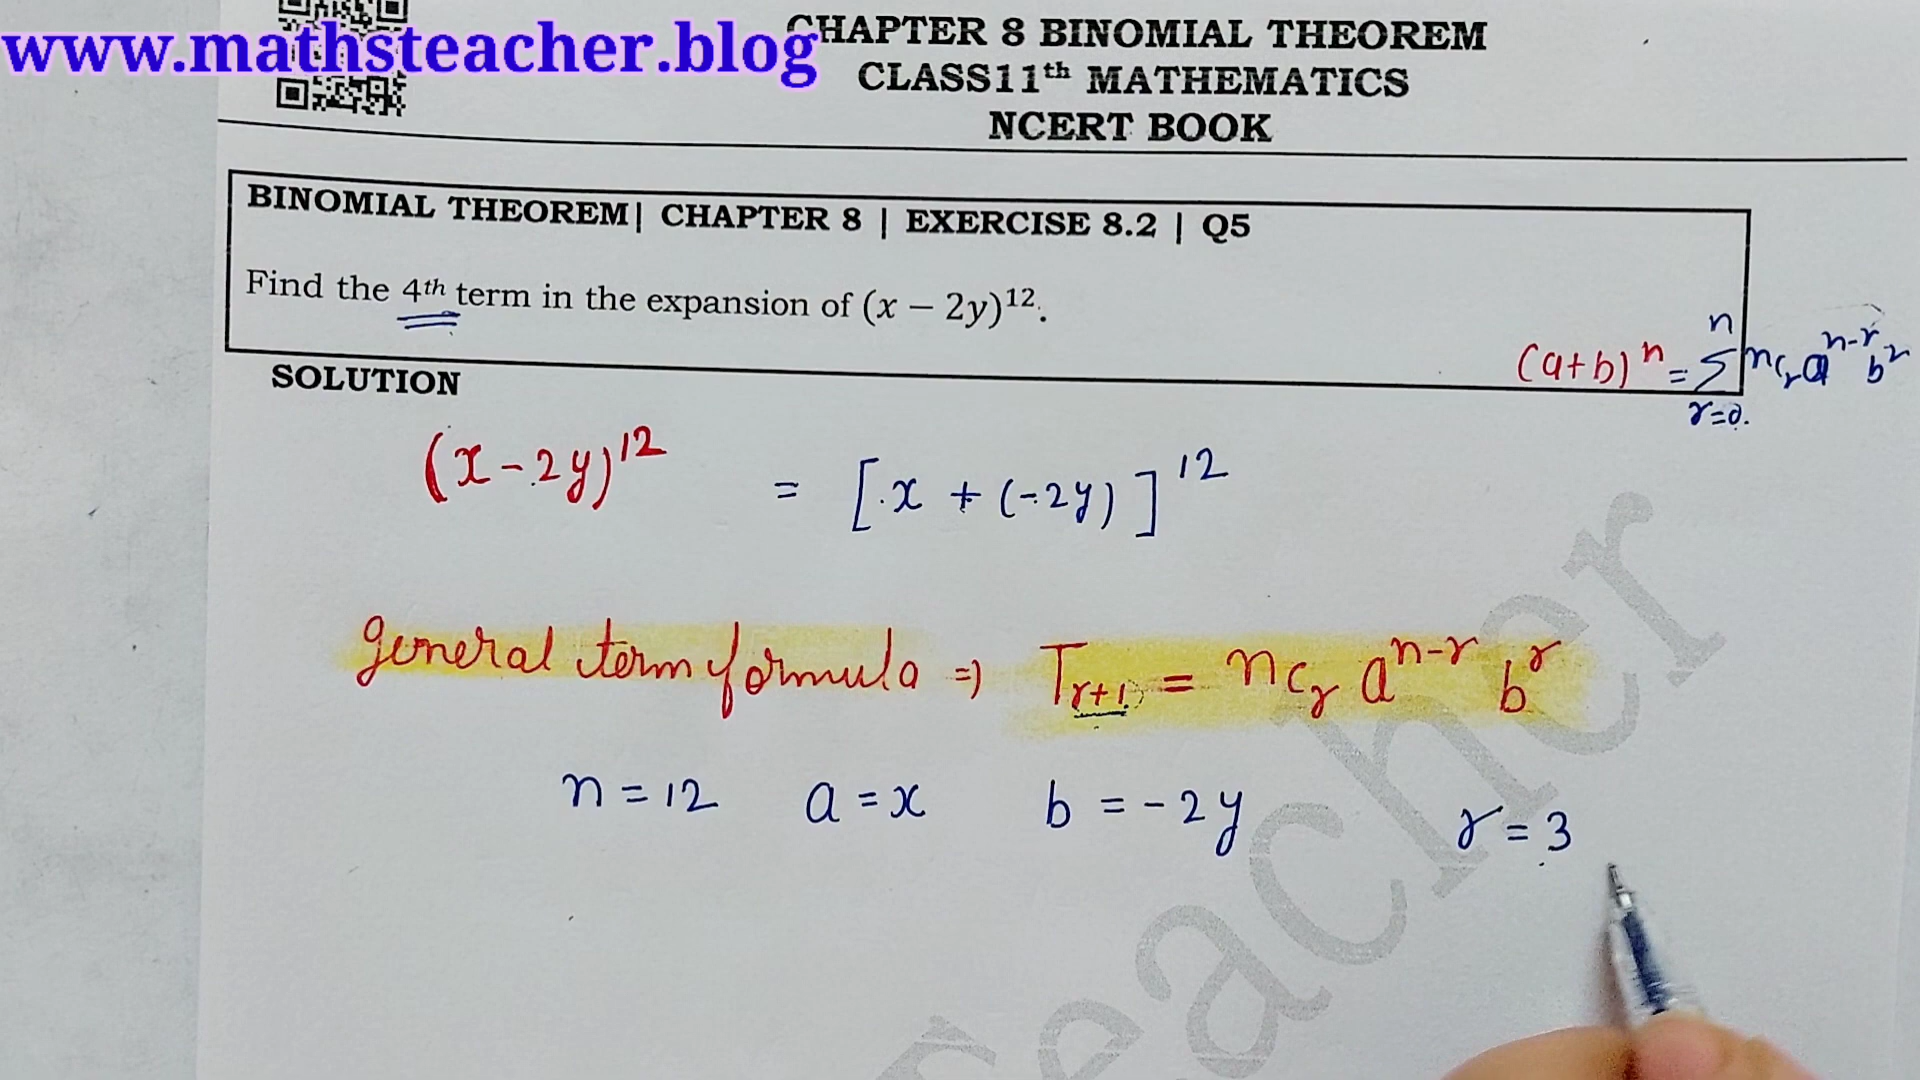 www.mathsteacher.blog
CHAPTER 8 BINOMIAL THEOREM
CLASS11th MATHEMATICS
NCERT BOOK
BINOMIAL THEOREM| CHAPTER 8 | EXERCISE 8.2 | Q5
Find the 4th term in the expansion of (x – 2y)¹².
(a+b)ⁿ = Σ r=0 n nCr aⁿ⁻ʳ bʳ
SOLUTION
(x-2y)¹² = [x + (-2y)]¹²
general term formula ⇒ Tr+1 = nCr aⁿ⁻ʳ bʳ
n = 12 a = x b = -2y r = 3
eacher